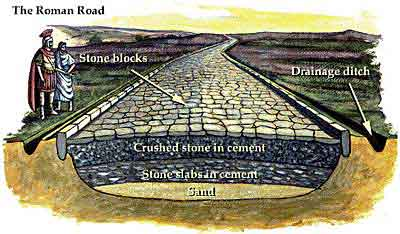 The Roman Road
Stone blocks
Drainage ditch
Crushed stone in cement
Stone slabs in cement
Sand